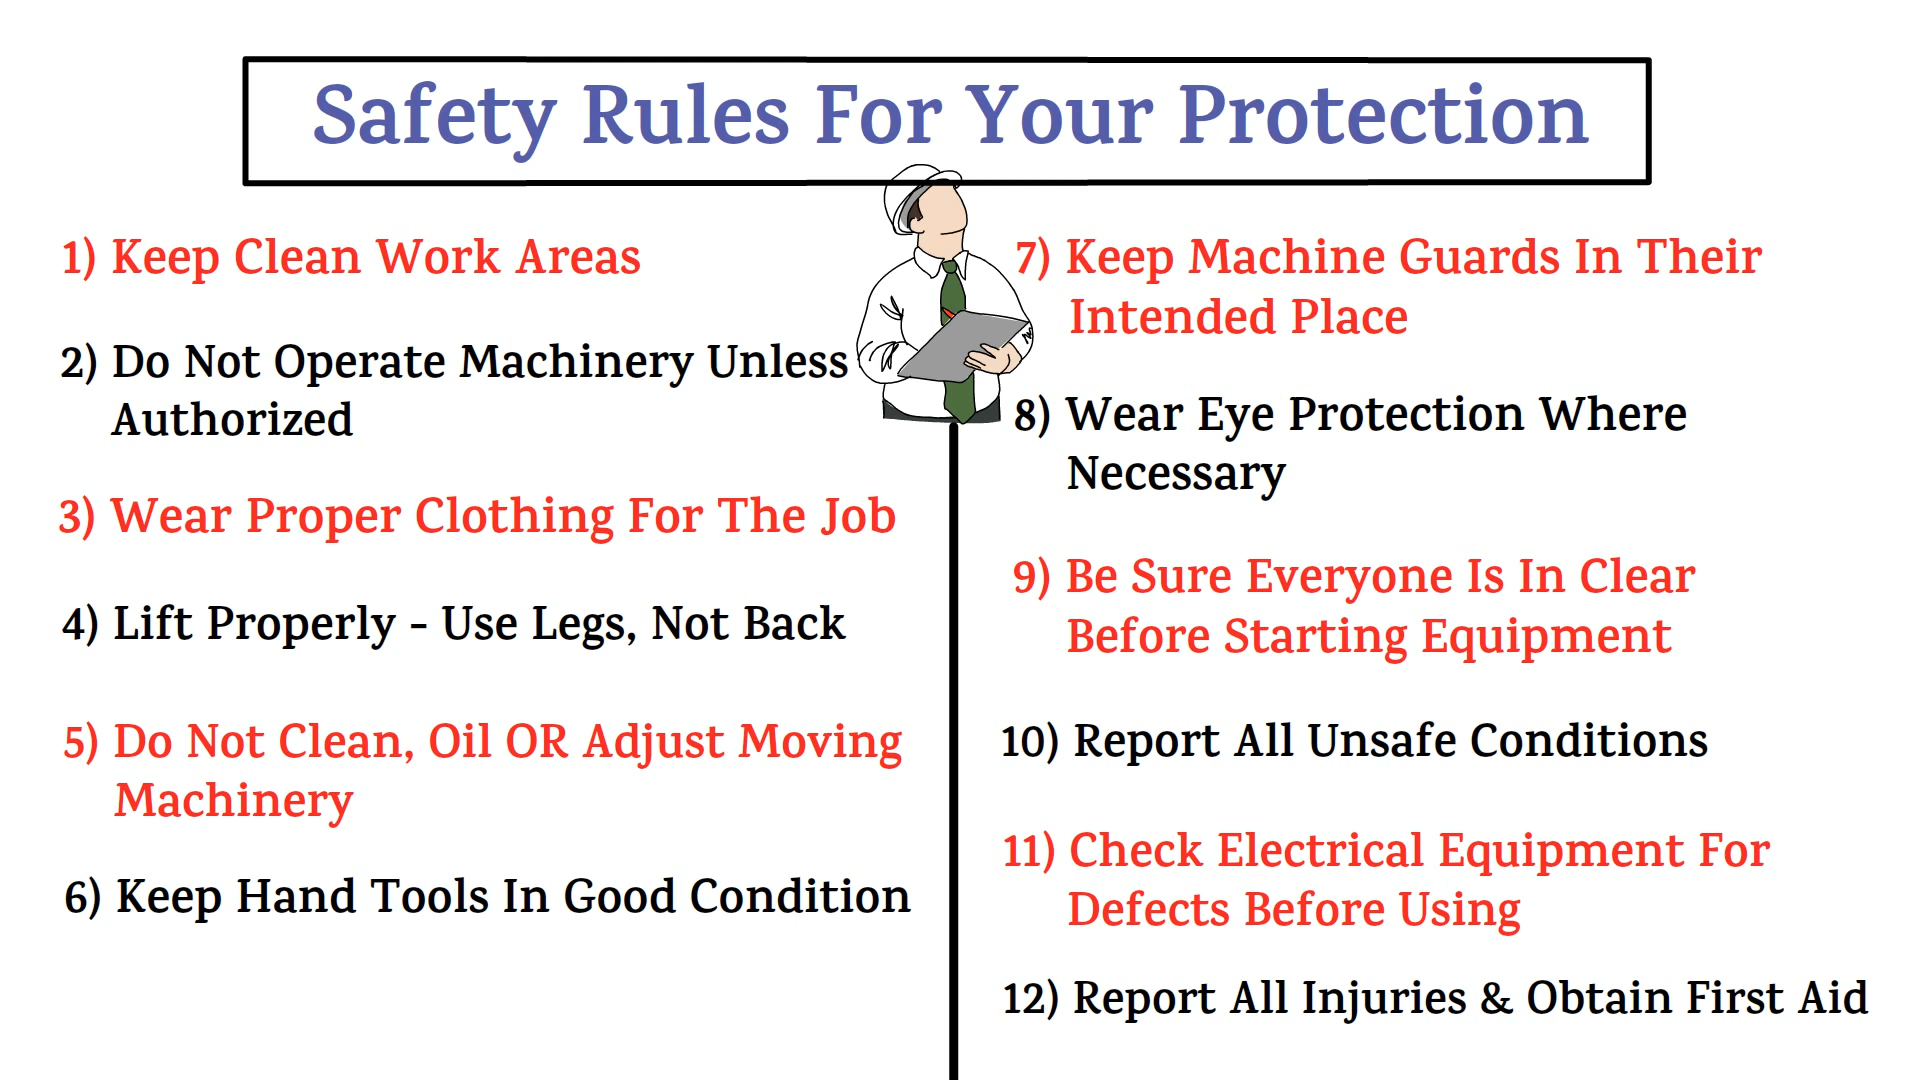 Safety Rules For Your Protection
1) Keep Clean Work Areas
2) Do Not Operate Machinery Unless
Authorized
3) Wear Proper Clothing For The Job
4) Lift Properly - Use Legs, Not Back
5) Do Not Clean, Oil OR Adjust Moving
Machinery
6) Keep Hand Tools In Good Condition
7) Keep Machine Guards In Their
Intended Place
8) Wear Eye Protection Where
Necessary
9) Be Sure Everyone Is In Clear
Before Starting Equipment
10) Report All Unsafe Conditions
11) Check Electrical Equipment For
Defects Before Using
12) Report All Injuries & Obtain First Aid